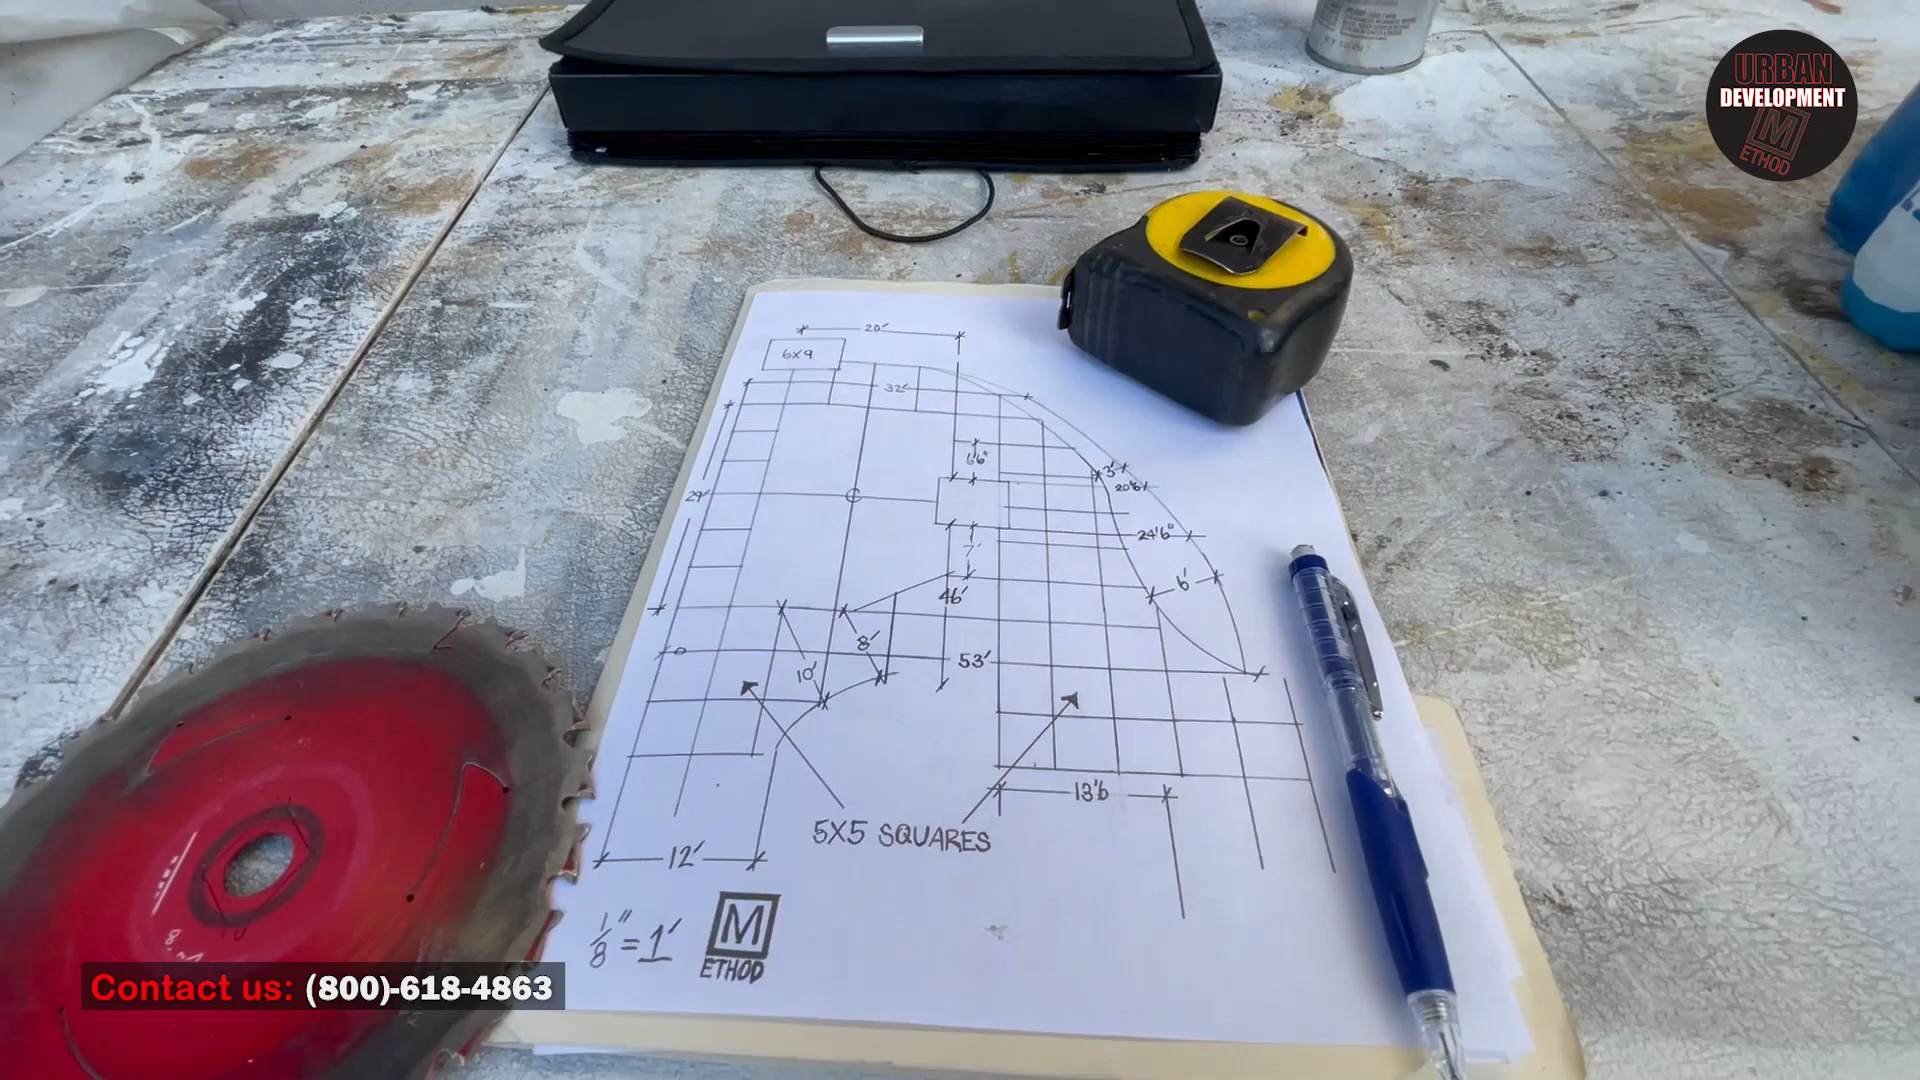 URBAN
DEVELOPMENT
M
ETHOD
20'
6X9
32'
6'6"
3'
20'6"
29'
24'6"
7'
6'
46'
8'
53'
10'
13'6
5X5 SQUARES
12'
1/8" = 1'
M
ETHOD
Contact us: (800)-618-4863